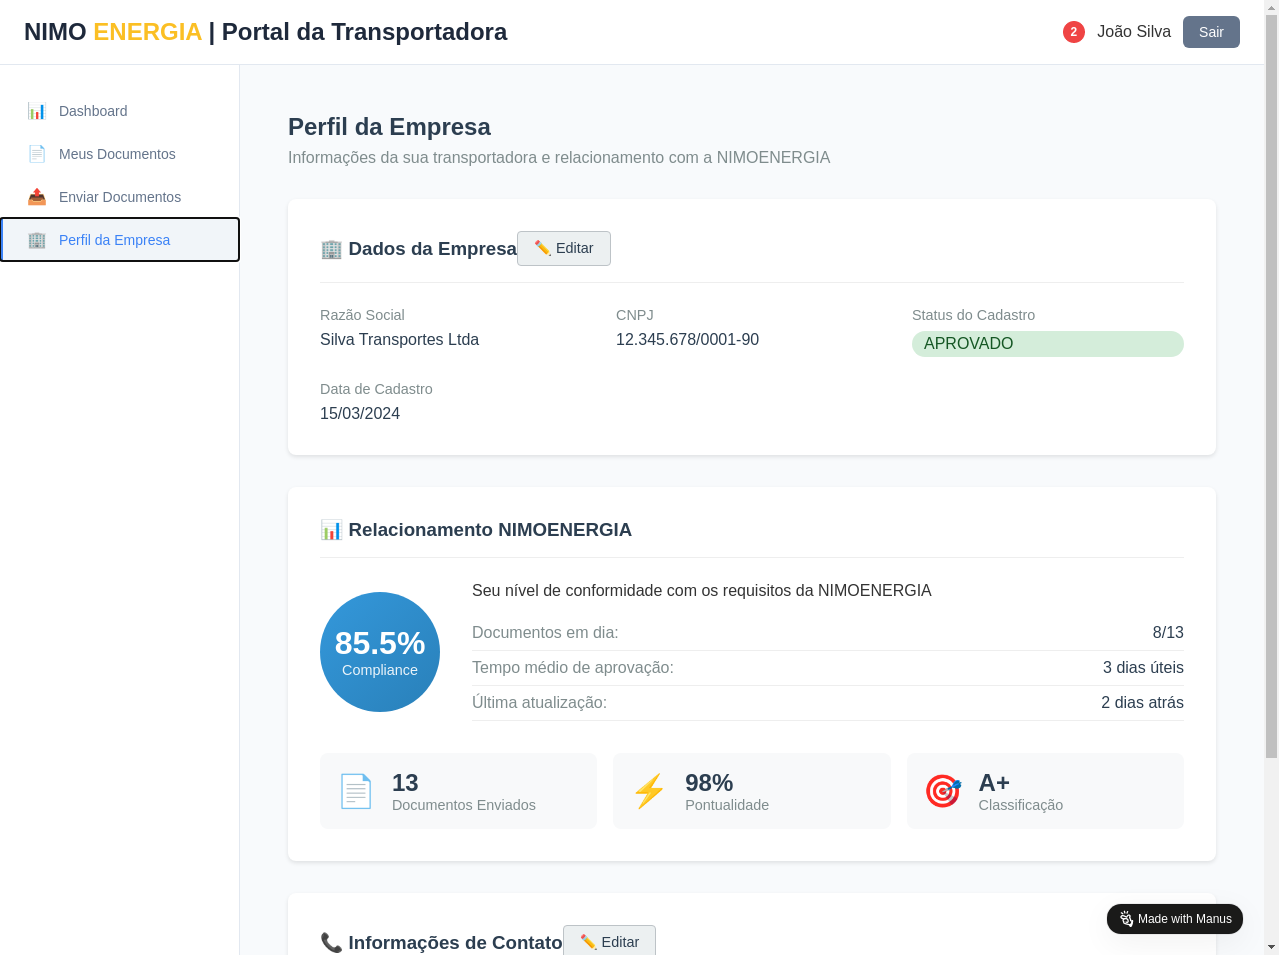 NIMO ENERGIA | Portal da Transportadora
2
João Silva
Sair
Dashboard
Meus Documentos
Enviar Documentos
Perfil da Empresa
Perfil da Empresa
Informações da sua transportadora e relacionamento com a NIMOENERGIA
Dados da Empresa
Editar
Razão Social
Silva Transportes Ltda
CNPJ
12.345.678/0001-90
Status do Cadastro
APROVADO
Data de Cadastro
15/03/2024
Relacionamento NIMOENERGIA
85.5%
Compliance
Seu nível de conformidade com os requisitos da NIMOENERGIA
Documentos em dia: 8/13
Tempo médio de aprovação: 3 dias úteis
Última atualização: 2 dias atrás
13
Documentos Enviados
98%
Pontualidade
A+
Classificação
Informações de Contato
Editar
Made with Manus